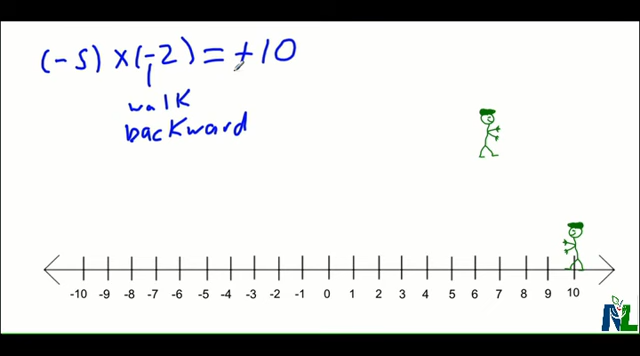 (-5) x (-2) = +10
walk
backward
-10 -9 -8 -7 -6 -5 -4 -3 -2 -1 0 1 2 3 4 5 6 7 8 9 10
NL